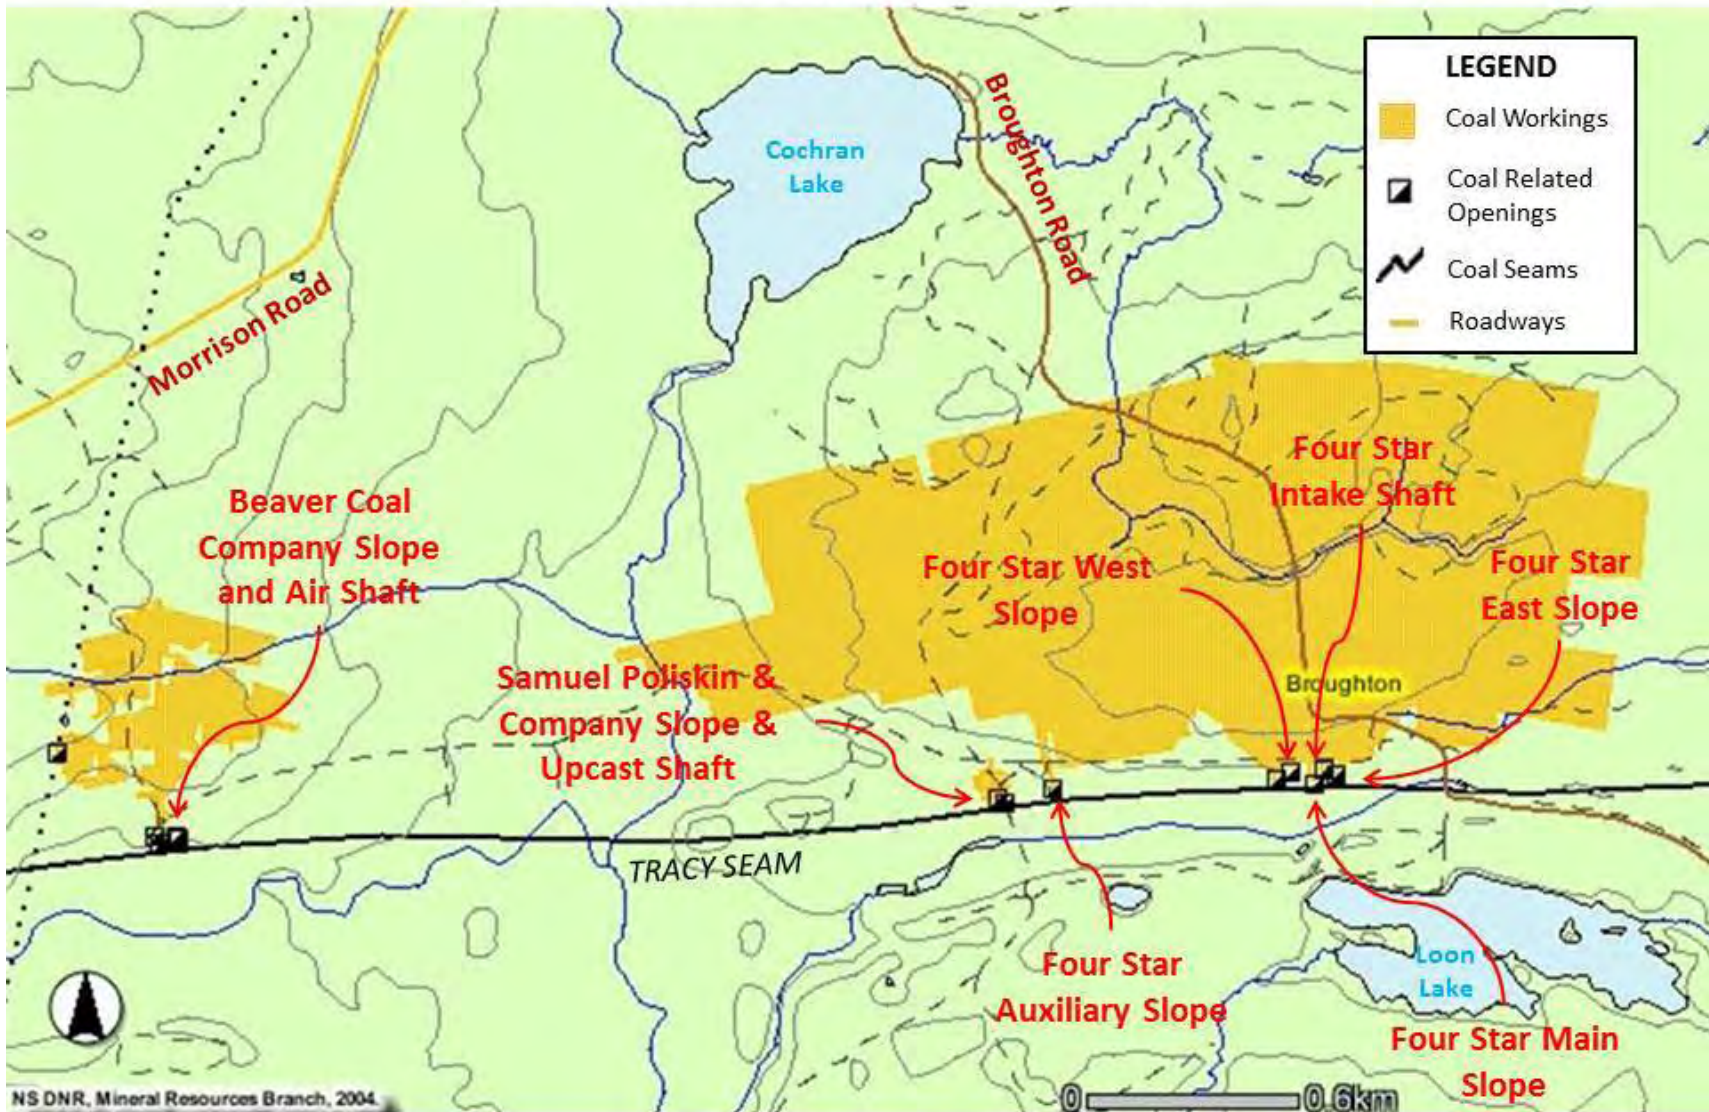 LEGEND
Coal Workings
Coal Related
Openings
Coal Seams
Roadways
Cochran
Lake
Broughton Road
Morrison Road
Four Star
Intake Shaft
Beaver Coal
Company Slope
and Air Shaft
Four Star West
Slope
Four Star
East Slope
Samuel Poliskin &
Company Slope &
Upcast Shaft
Broughton
TRACY SEAM
Four Star
Auxiliary Slope
Loon
Lake
Four Star Main
Slope
NS DNR, Mineral Resources Branch, 2004.
0 0.6km